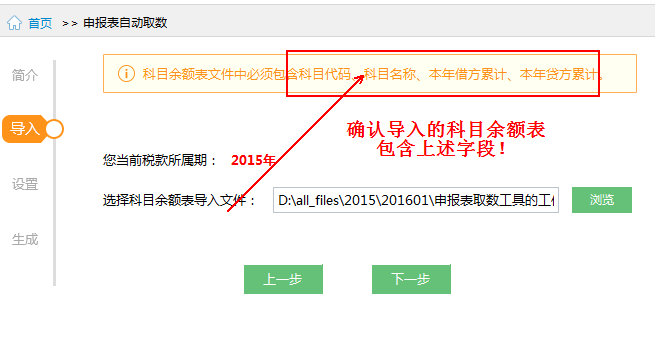 首页 >> 申报表自动取数
简介
科目余额表文件中必须包含科目代码、科目名称、本年借方累计、本年贷方累计。
导入
确认导入的科目余额表
包含上述字段！
您当前税款所属期： 2015年
设置
选择科目余额表导入文件： D:\all_files\2015\201601\申报表取数工具的工作 浏览
生成
上一步 下一步